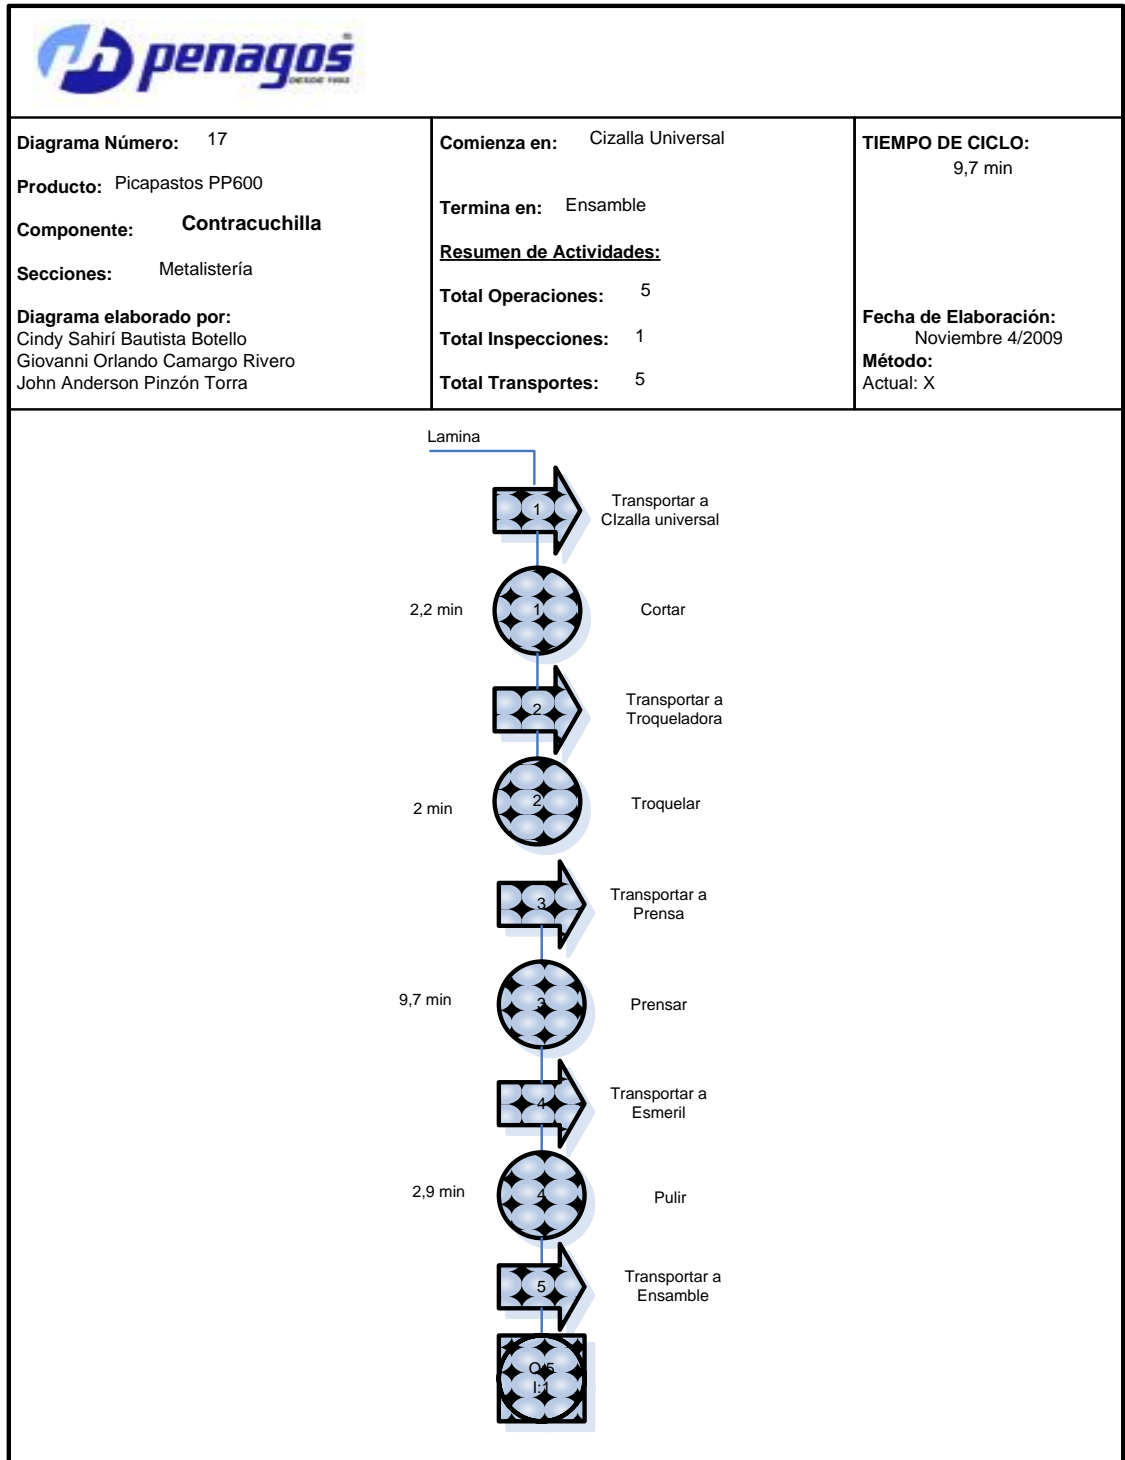 penagos
Diagrama Número: 17
Producto: Picapastos PP600
Componente: Contracuchilla
Secciones: Metalistería
Diagrama elaborado por:
Cindy Sahirí Bautista Botello
Giovanni Orlando Camargo Rivero
John Anderson Pinzón Torra
Comienza en: Cizalla Universal
Termina en: Ensamble
Resumen de Actividades:
Total Operaciones: 5
Total Inspecciones: 1
Total Transportes: 5
TIEMPO DE CICLO:
9,7 min
Fecha de Elaboración:
Noviembre 4/2009
Método:
Actual: X
Lamina
1
Transportar a
CIzalla universal
2,2 min
1
Cortar
2
Transportar a
Troqueladora
2 min
2
Troquelar
3
Transportar a
Prensa
9,7 min
3
Prensar
4
Transportar a
Esmeril
2,9 min
4
Pulir
5
Transportar a
Ensamble
O:5
I:1